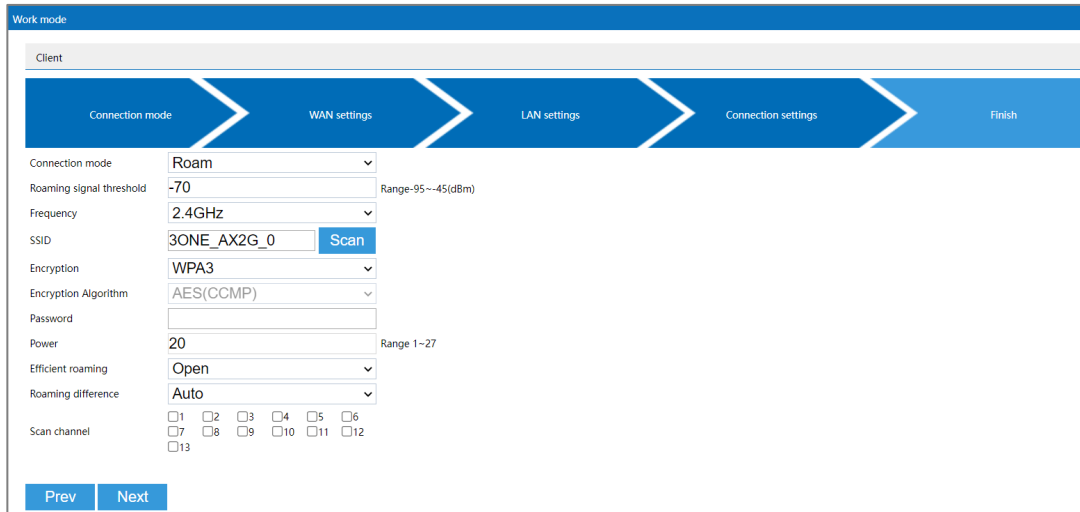 Work mode
Client
Connection mode WAN settings LAN settings Connection settings Finish
Connection mode Roam
Roaming signal threshold -70 Range-95~-45(dBm)
Frequency 2.4GHz
SSID 3ONE_AX2G_0 Scan
Encryption WPA3
Encryption Algorithm AES(CCMP)
Password
Power 20 Range 1~27
Efficient roaming Open
Roaming difference Auto
1 2 3 4 5 6
Scan channel 7 8 9 10 11 12
13
Prev Next